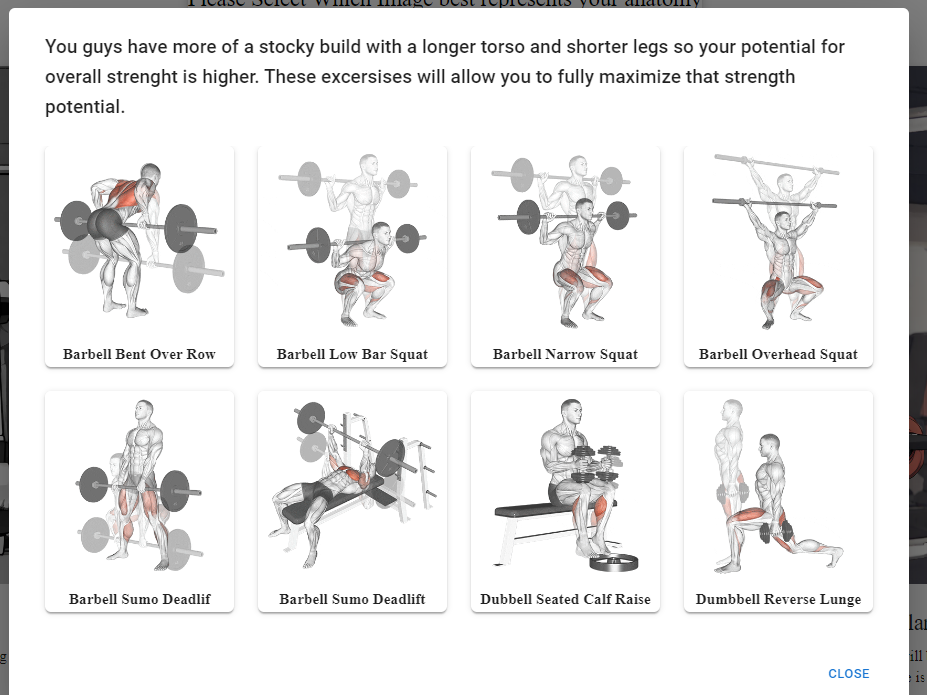 Please Select Which Image best represents your anatomy
You guys have more of a stocky build with a longer torso and shorter legs so your potential for
overall strenght is higher. These excersises will allow you to fully maximize that strength
potential.
Barbell Bent Over Row
Barbell Low Bar Squat
Barbell Narrow Squat
Barbell Overhead Squat
Barbell Sumo Deadlif
Barbell Sumo Deadlift
Dubbell Seated Calf Raise
Dumbbell Reverse Lunge
CLOSE